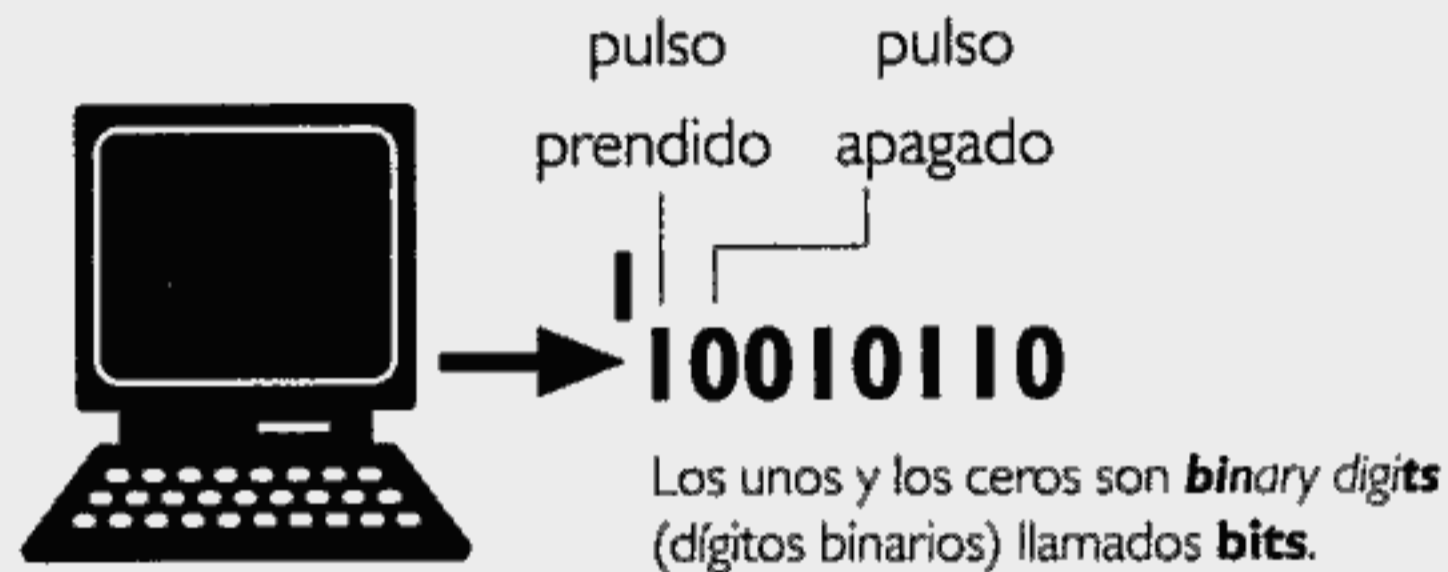 pulso pulso
prendido apagado
10010110
Los unos y los ceros son binary digits
(dígitos binarios) llamados bits.